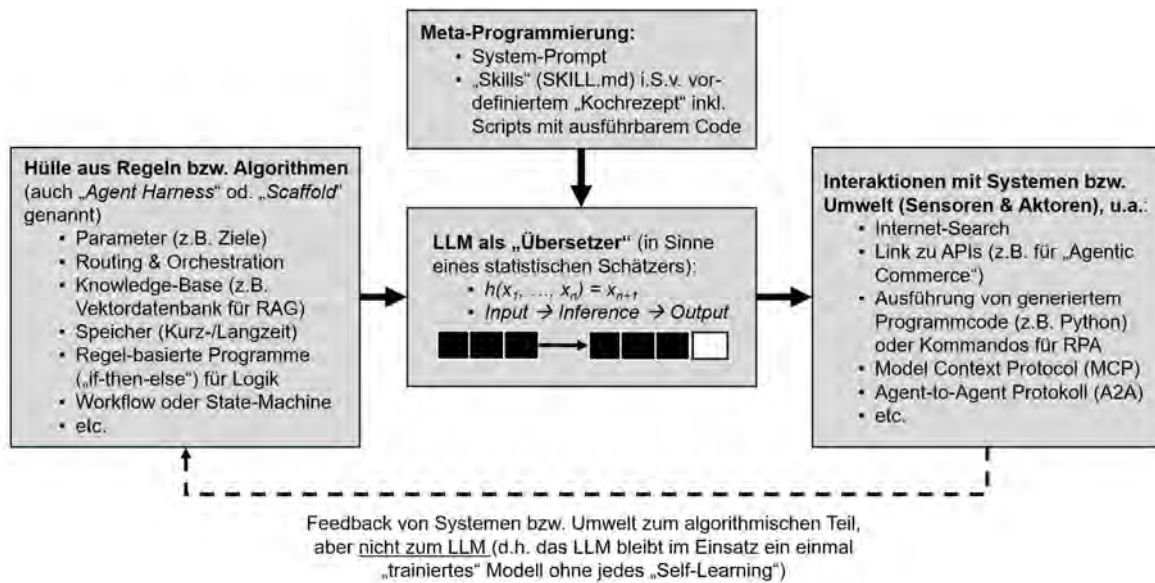 Meta-Programmierung:
• System-Prompt
• „Skills“ (SKILL.md) i.S.v. vor-
definiertem „Kochrezept“ inkl.
Scripts mit ausführbarem Code
Hülle aus Regeln bzw. Algorithmen
(auch „Agent Harness“ od. „Scaffold“
genannt)
• Parameter (z.B. Ziele)
• Routing & Orchestration
• Knowledge-Base (z.B.
Vektordatenbank für RAG)
• Speicher (Kurz-/Langzeit)
• Regel-basierte Programme
(„if-then-else“) für Logik
• Workflow oder State-Machine
• etc.
LLM als „Übersetzer“ (in Sinne
eines statistischen Schätzers):
• h(x₁, …, xₙ) = xₙ₊₁
• Input → Inference → Output
Interaktionen mit Systemen bzw.
Umwelt (Sensoren & Aktoren), u.a.:
• Internet-Search
• Link zu APIs (z.B. für „Agentic
Commerce“)
• Ausführung von generiertem
Programmcode (z.B. Python)
oder Kommandos für RPA
• Model Context Protocol (MCP)
• Agent-to-Agent Protokoll (A2A)
• etc.
Feedback von Systemen bzw. Umwelt zum algorithmischen Teil,
aber nicht zum LLM (d.h. das LLM bleibt im Einsatz ein einmal
„trainiertes“ Modell ohne jedes „Self-Learning“)